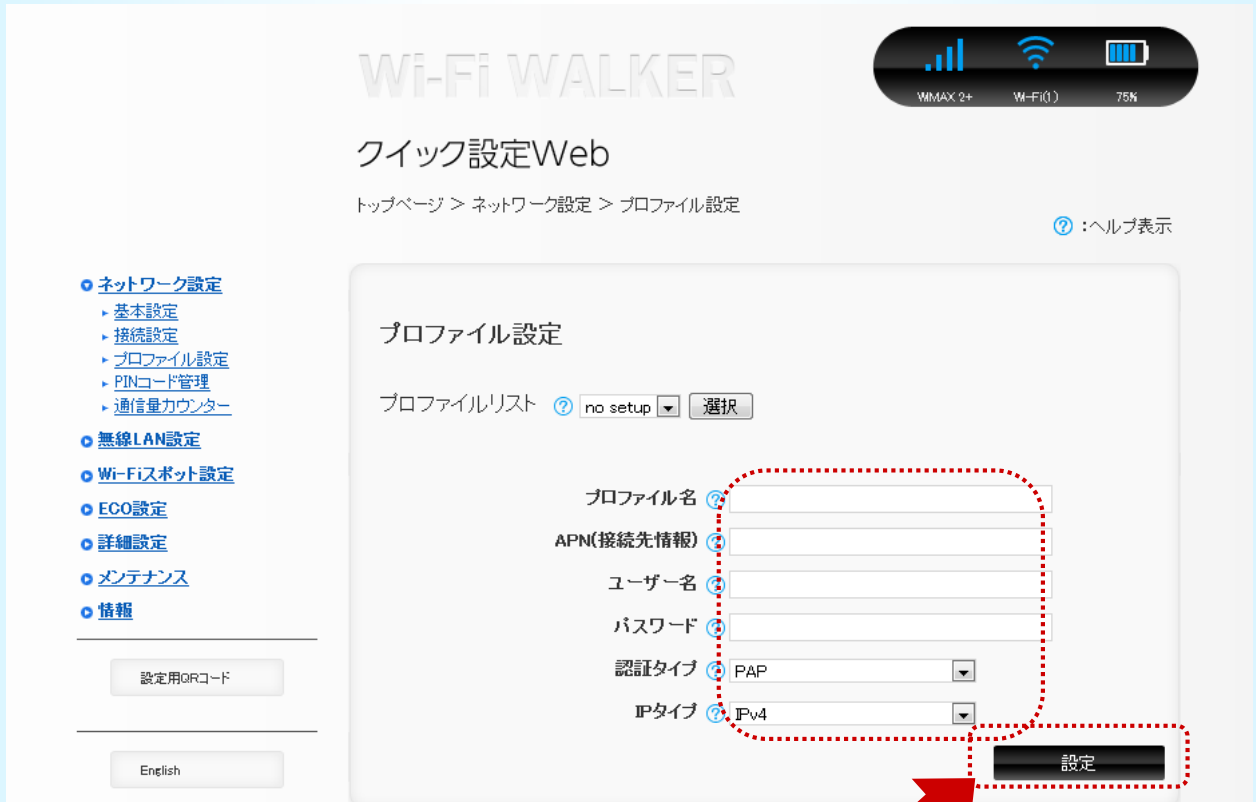 Wi-Fi WALKER
WiMAX 2+ Wi-Fi(1) 75%
クイック設定Web
トップページ > ネットワーク設定 > プロファイル設定
? :ヘルプ表示
ネットワーク設定
基本設定
接続設定
プロファイル設定
PINコード管理
通信量カウンター
無線LAN設定
Wi-Fiスポット設定
ECO設定
詳細設定
メンテナンス
情報
設定用QRコード
English
プロファイル設定
プロファイルリスト ? no setup 選択
プロファイル名 ?
APN(接続先情報) ?
ユーザー名 ?
パスワード ?
認証タイプ ? PAP
IPタイプ ? IPv4
設定